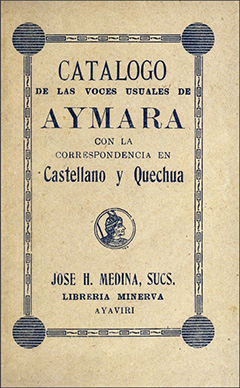 CATALOGO
DE LAS VOCES USUALES DE
AYMARA
CON LA
CORRESPONDENCIA EN
Castellano y Quechua
JOSE H. MEDINA, SUCS.
LIBRERIA MINERVA
AYAVIRI